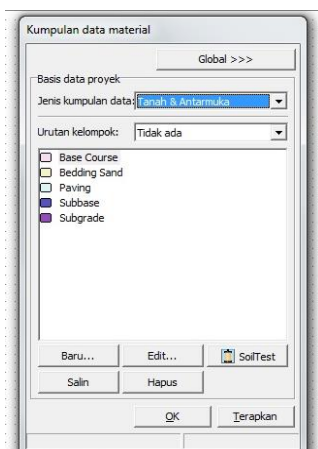 Kumpulan data material
Global >>>
Basis data proyek
Jenis kumpulan data: Tanah & Antarmuka
Urutan kelompok: Tidak ada
Base Course
Bedding Sand
Paving
Subbase
Subgrade
Baru... Edit... SoilTest
Salin Hapus
OK Terapkan